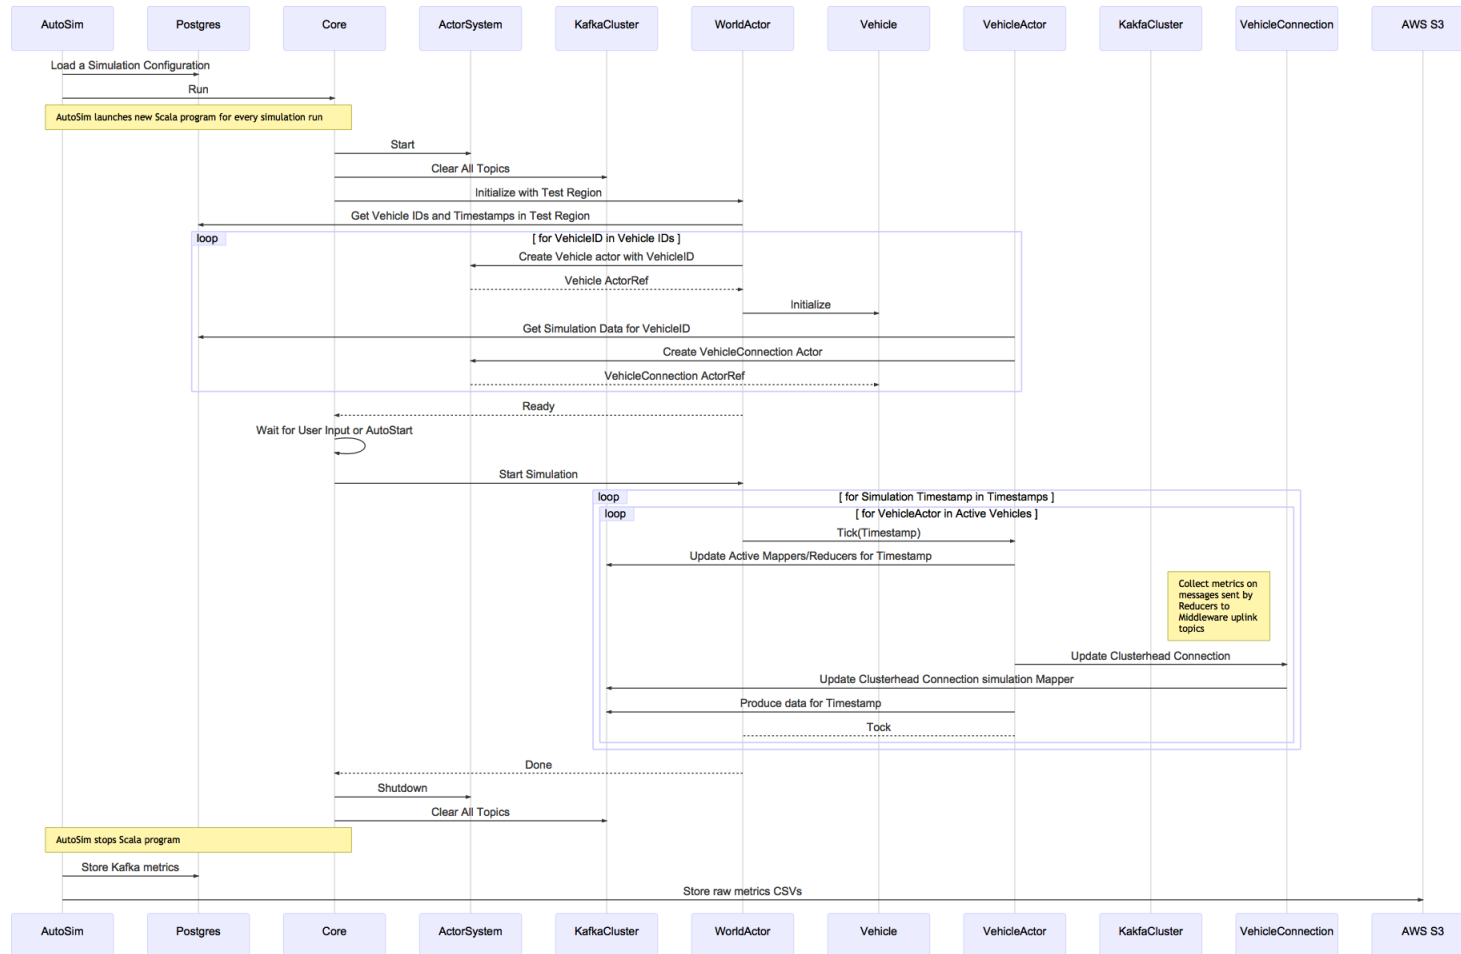 AutoSim Postgres Core ActorSystem KafkaCluster WorldActor Vehicle VehicleActor KakfaCluster VehicleConnection AWS S3
Load a Simulation Configuration
Run
AutoSim launches new Scala program for every simulation run
Start
Clear All Topics
Initialize with Test Region
Get Vehicle IDs and Timestamps in Test Region
loop [ for VehicleID in Vehicle IDs ]
Create Vehicle actor with VehicleID
Vehicle ActorRef
Initialize
Get Simulation Data for VehicleID
Create VehicleConnection Actor
VehicleConnection ActorRef
Ready
Wait for User Input or AutoStart
Start Simulation
loop [ for Simulation Timestamp in Timestamps ]
loop [ for VehicleActor in Active Vehicles ]
Tick(Timestamp)
Update Active Mappers/Reducers for Timestamp
Collect metrics on
messages sent by
Reducers to
Middleware uplink
topics
Update Clusterhead Connection
Update Clusterhead Connection simulation Mapper
Produce data for Timestamp
Tock
Done
Shutdown
Clear All Topics
AutoSim stops Scala program
Store Kafka metrics
Store raw metrics CSVs
AutoSim Postgres Core ActorSystem KafkaCluster WorldActor Vehicle VehicleActor KakfaCluster VehicleConnection AWS S3